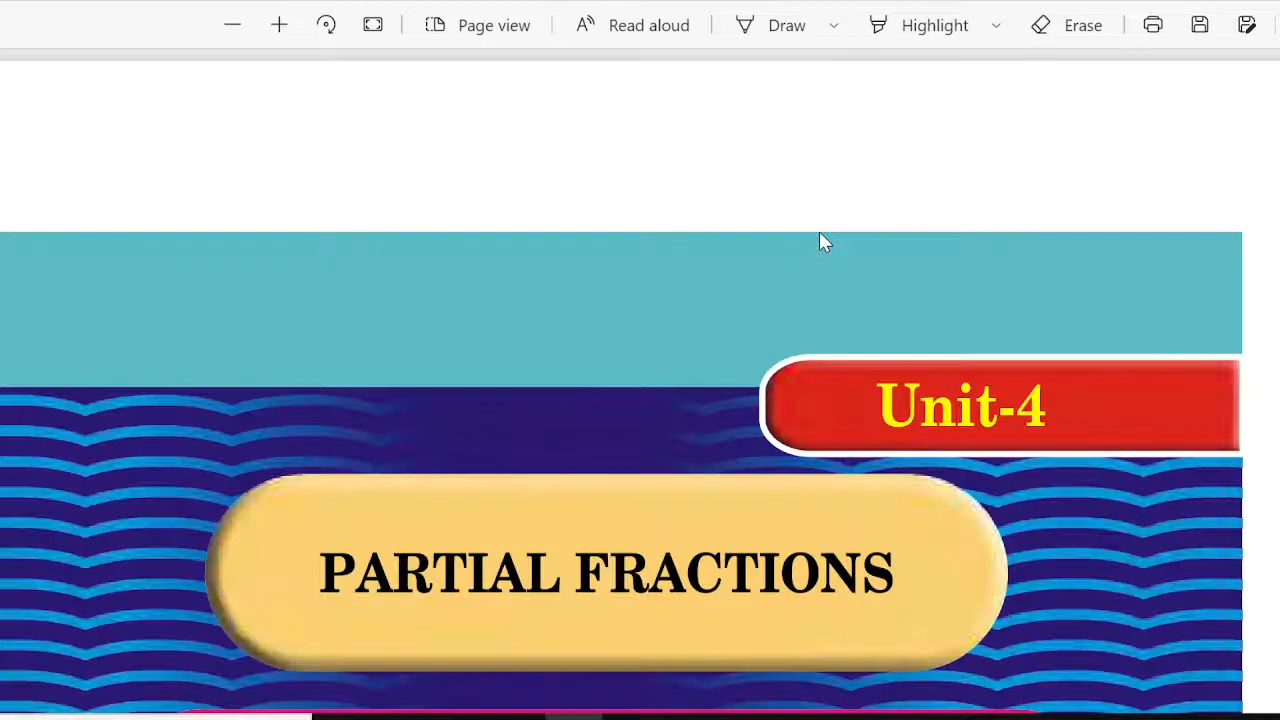 Page view
Read aloud
Draw
Highlight
Erase
Unit-4
PARTIAL FRACTIONS